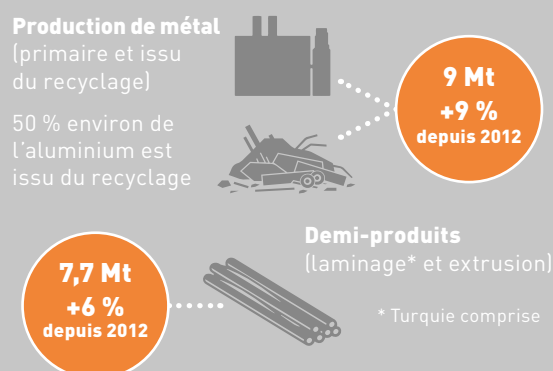 Production de métal
(primaire et issu
du recyclage)
50 % environ de
l'aluminium est
issu du recyclage
9 Mt
+9 %
depuis 2012
Demi-produits
(laminage* et extrusion)
* Turquie comprise
7,7 Mt
+6 %
depuis 2012